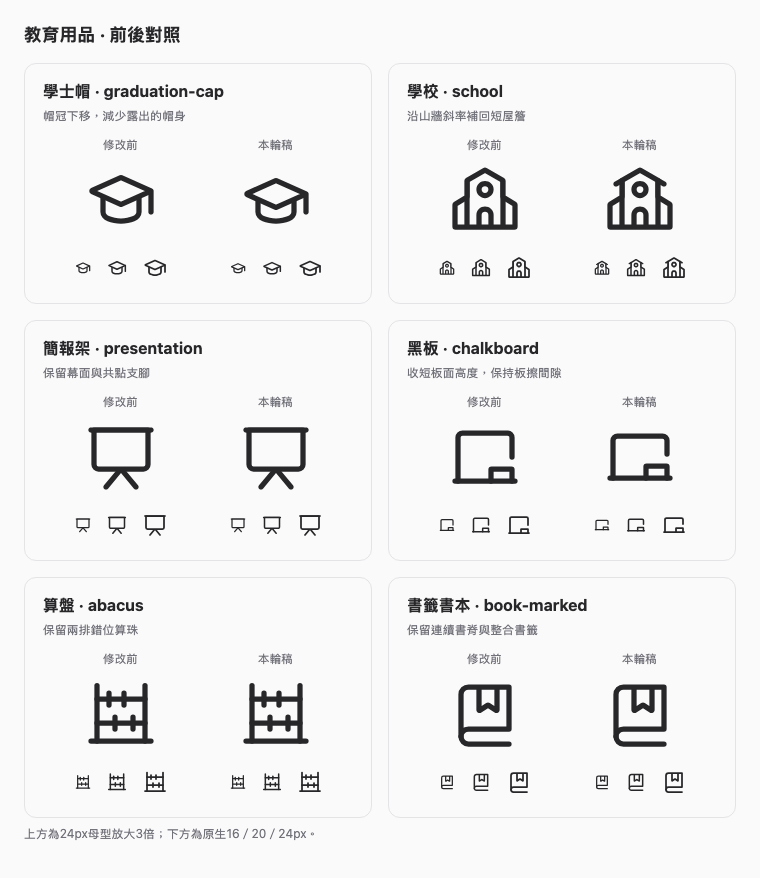 教育用品 · 前後對照
學士帽 · graduation-cap
帽冠下移，減少露出的帽身
修改前
本輪稿
學校 · school
沿山牆斜率補回短屋簷
修改前
本輪稿
簡報架 · presentation
保留幕面與共點支腳
修改前
本輪稿
黑板 · chalkboard
收短板面高度，保持板擦間隙
修改前
本輪稿
算盤 · abacus
保留兩排錯位算珠
修改前
本輪稿
書籤書本 · book-marked
保留連續書脊與整合書籤
修改前
本輪稿
上方為24px母型放大3倍；下方為原生16 / 20 / 24px。